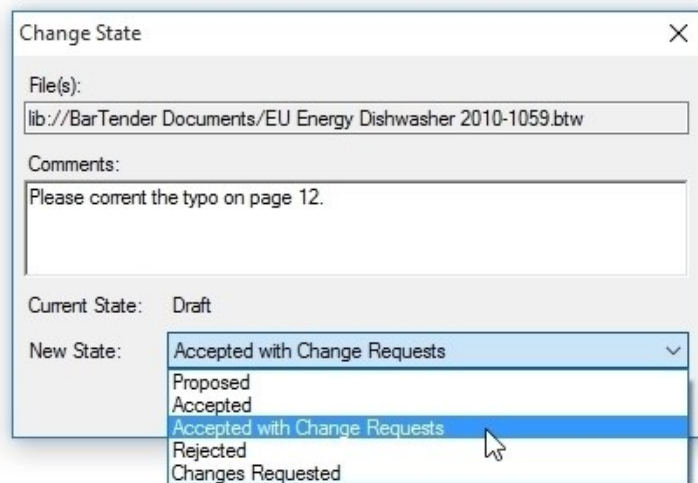 Change State
File(s):
lib://BarTender Documents/EU Energy Dishwasher 2010-1059.btw
Comments:
Please corrent the typo on page 12.
Current State: Draft
New State: Accepted with Change Requests
Proposed
Accepted
Accepted with Change Requests
Rejected
Changes Requested